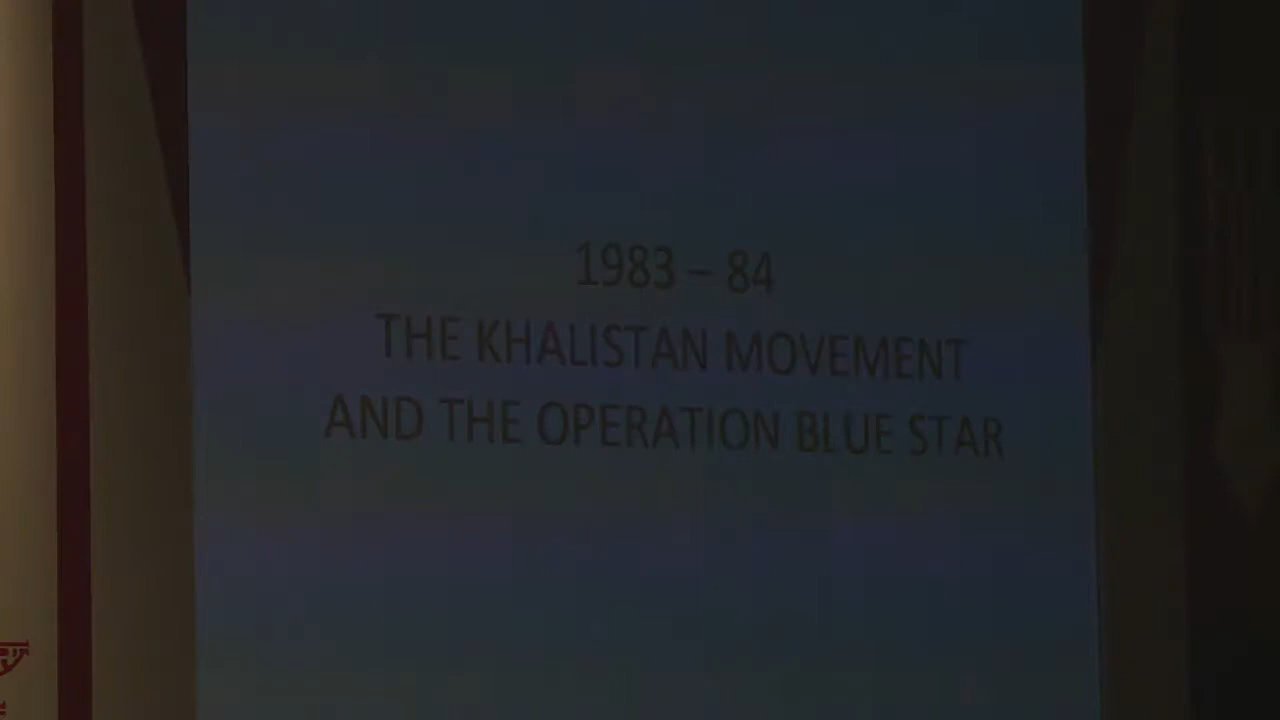 1983 – 84
THE KHALISTAN MOVEMENT
AND THE OPERATION BLUE STAR